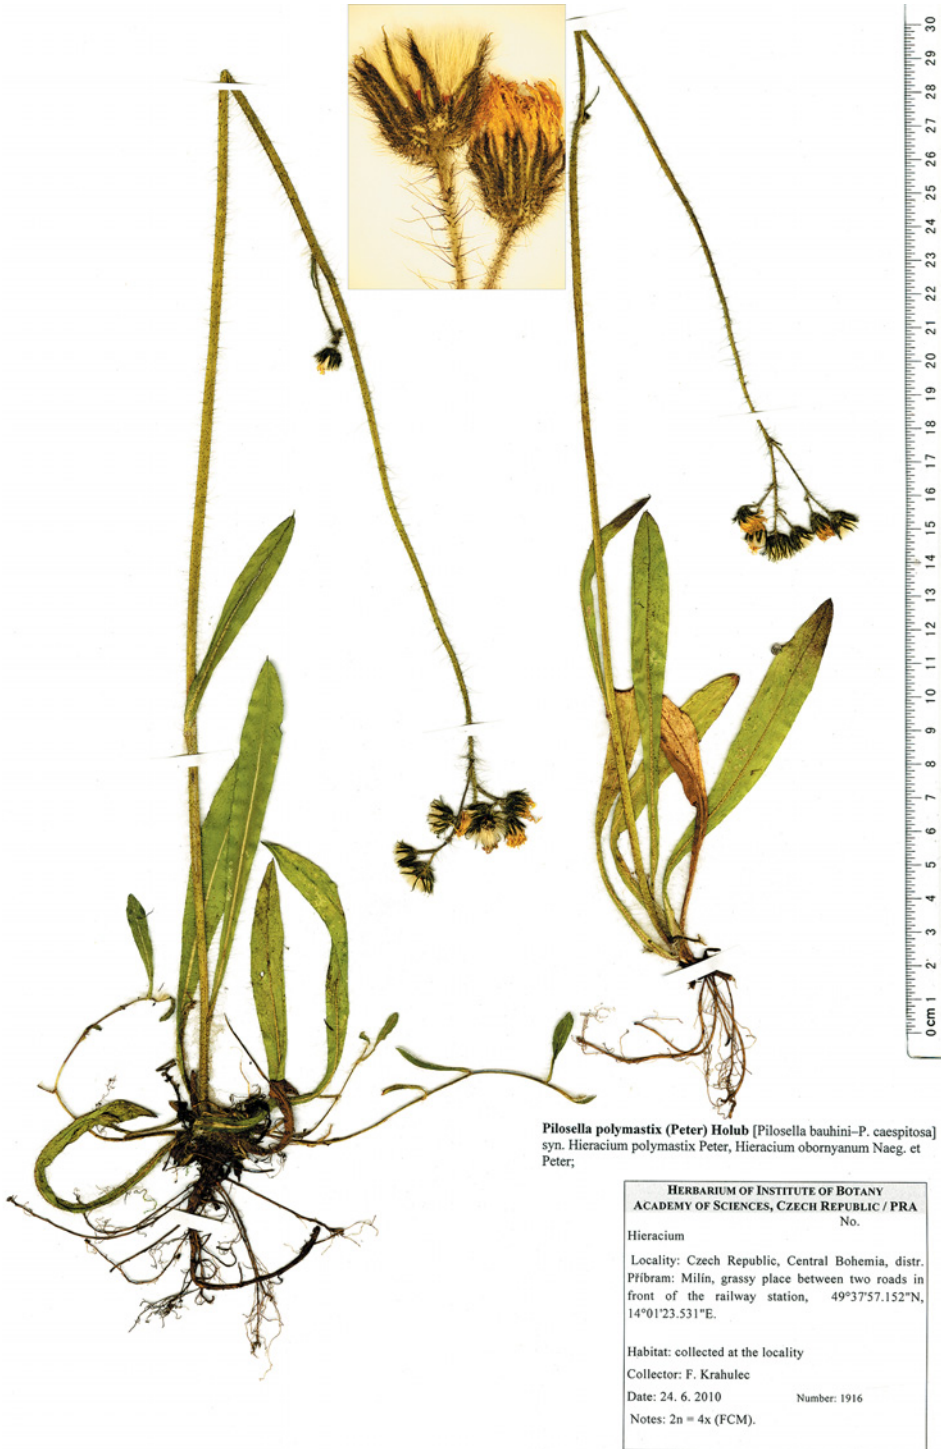 30
29
28
27
26
25
24
23
22
21
20
19
18
17
16
15
14
13
12
11
10
9
8
7
6
5
4
3
2
1
0 cm
Pilosella polymastix (Peter) Holub [Pilosella bauhini–P. caespitosa]
syn. Hieracium polymastix Peter, Hieracium obornyanum Naeg. et
Peter;
HERBARIUM OF INSTITUTE OF BOTANY
ACADEMY OF SCIENCES, CZECH REPUBLIC / PRA
No.
Hieracium
Locality: Czech Republic, Central Bohemia, distr.
Příbram: Milín, grassy place between two roads in
front of the railway station, 49°37'57.152"N,
14°01'23.531"E.
Habitat: collected at the locality
Collector: F. Krahulec
Date: 24. 6. 2010 Number: 1916
Notes: 2n = 4x (FCM).